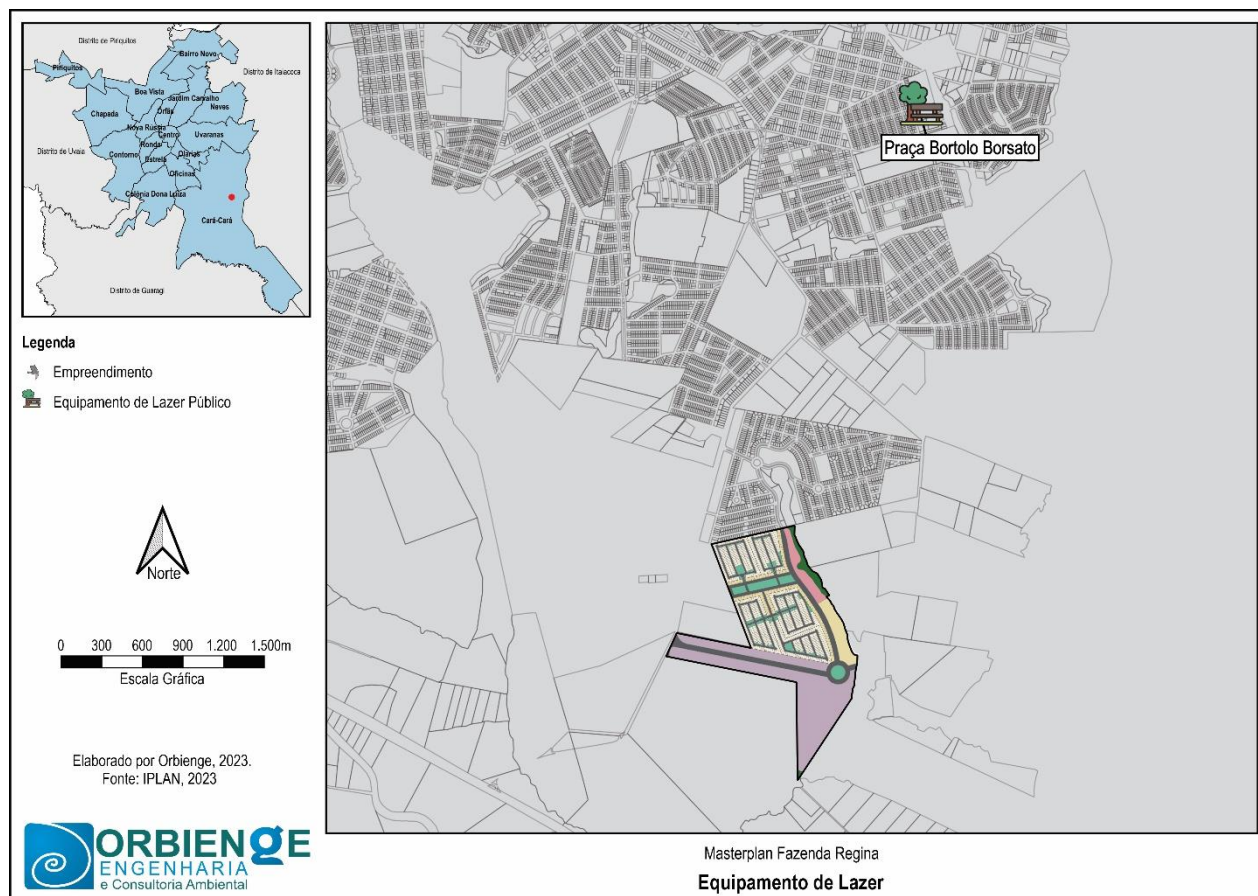 Distrito de Piriquitos
Bairro Novo
Distrito de Itaiacoca
Piriquitos
Boa Vista
Jardim Carvalho
Neves
Órfãs
Chapada
Nova Rússia
Centro
Uvaranas
Ronda
Distrito de Uvaia
Contorno
Olarias
Estrela
Oficinas
Colônia Dona Luíza
Cará-Cará
Distrito de Guaragi
Praça Bortolo Borsato
Legenda
Empreendimento
Equipamento de Lazer Público
Norte
0 300 600 900 1.200 1.500m
Escala Gráfica
Elaborado por Orbienge, 2023.
Fonte: IPLAN, 2023
ORBIENGE
ENGENHARIA
e Consultoria Ambiental
Masterplan Fazenda Regina
Equipamento de Lazer